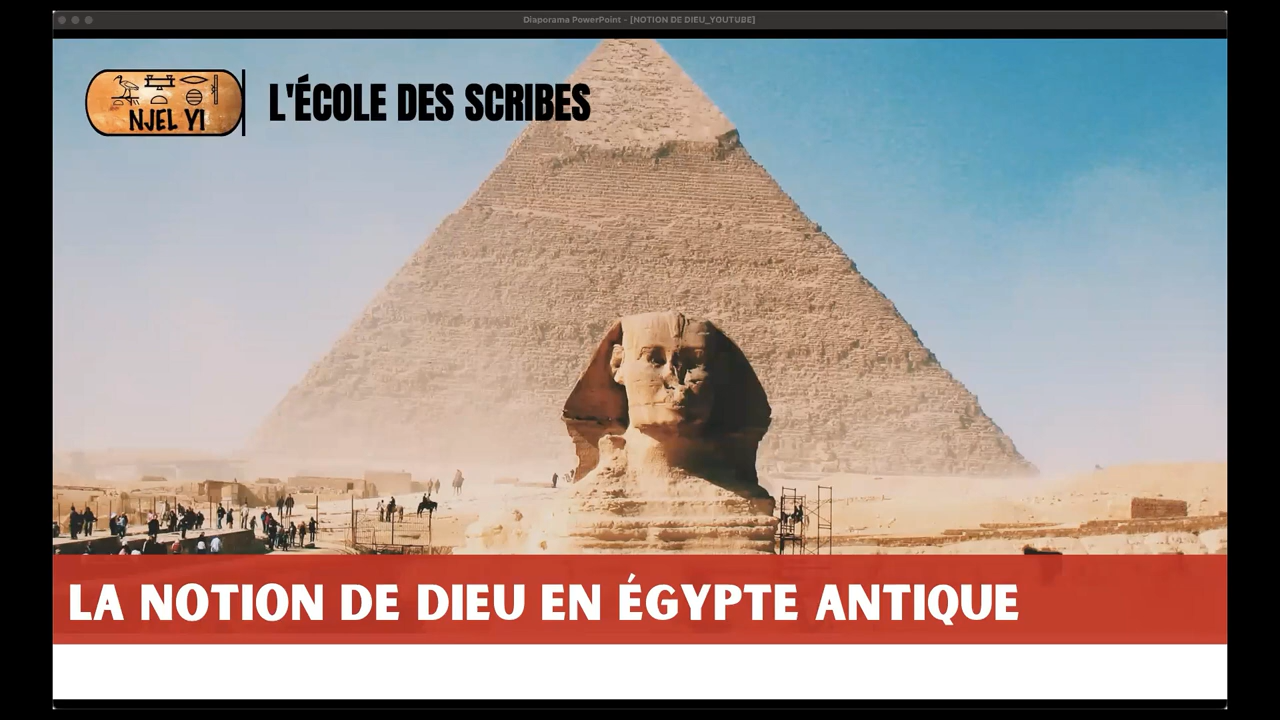 Diaporama PowerPoint - [NOTION DE DIEU_YOUTUBE]
NJEL YI
L'ÉCOLE DES SCRIBES
LA NOTION DE DIEU EN ÉGYPTE ANTIQUE